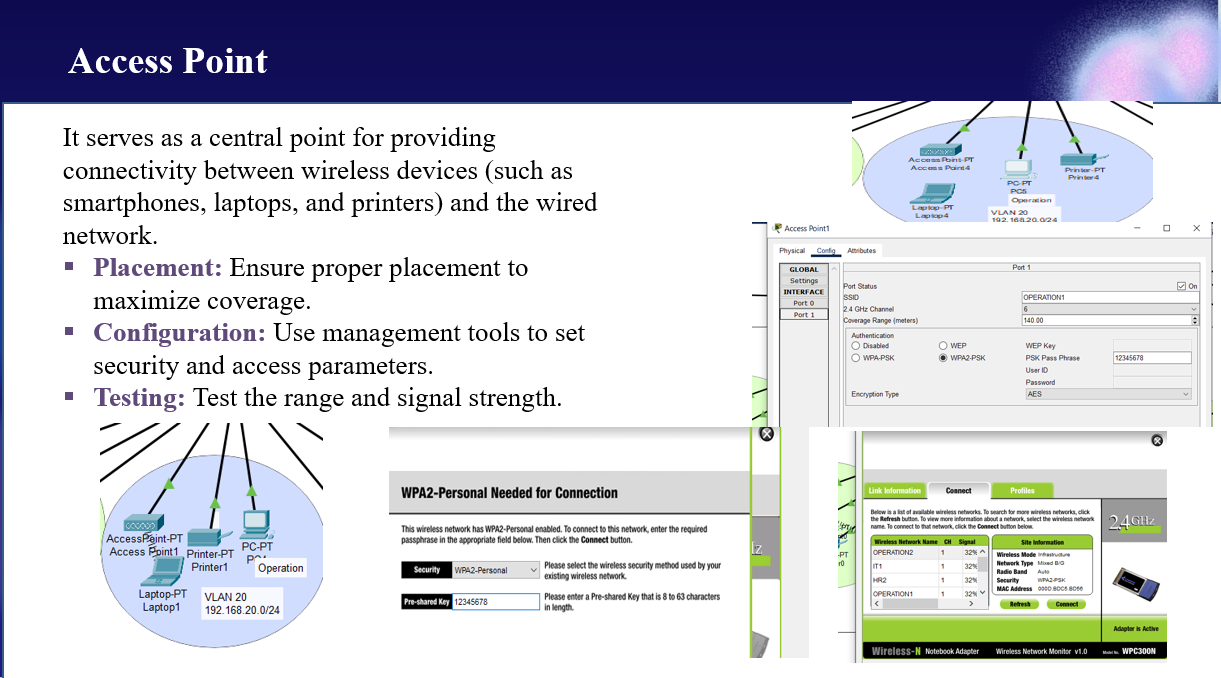 Access Point
It serves as a central point for providing
connectivity between wireless devices (such as
smartphones, laptops, and printers) and the wired
network.
▪ Placement: Ensure proper placement to
maximize coverage.
▪ Configuration: Use management tools to set
security and access parameters.
▪ Testing: Test the range and signal strength.
AccessPoint-PT
Access Point4
Printer-PT
Printer4
PC-PT
PC5
Operation
Laptop-PT
Laptop4
VLAN 20
192.168.20.0/24
Access Point1
Physical Config Attributes
GLOBAL
Settings
INTERFACE
Port 0
Port 1
Port 1
Port Status On
SSID OPERATION1
2.4 GHz Channel 6
Coverage Range (meters) 140.00
Authentication
Disabled WEP WEP Key
WPA-PSK WPA2-PSK PSK Pass Phrase 12345678
User ID
Password
Encryption Type AES
AccessPoint-PT
Access Point1
Printer-PT
Printer1
PC-PT
Operation
Laptop-PT
Laptop1
VLAN 20
192.168.20.0/24
WPA2-Personal Needed for Connection
This wireless network has WPA2-Personal enabled. To connect to this network, enter the required
passphrase in the appropriate field below. Then click the Connect button.
Security WPA2-Personal Please select the wireless security method used by your
existing wireless network.
Pre-shared Key 12345678 Please enter a Pre-shared Key that is 8 to 63 characters
in length.
Link Information Connect Profiles
Below is a list of available wireless networks. To search for more wireless networks, click
the Refresh button. To view more information about a network, select the wireless network
name. To connect to that network, click the Connect button below.
2.4GHz
Wireless Network Name CH Signal
OPERATION2 1 32%
IT1 1 32%
HR2 1 32%
OPERATION1 1 32%
Site Information
Wireless Mode Infrastructure
Network Type Mixed B/G
Radio Band Auto
Security WPA2-PSK
MAC Address
Refresh Connect
Adapter is Active
Wireless-N Notebook Adapter Wireless Network Monitor v1.0 Model No. WPC300N